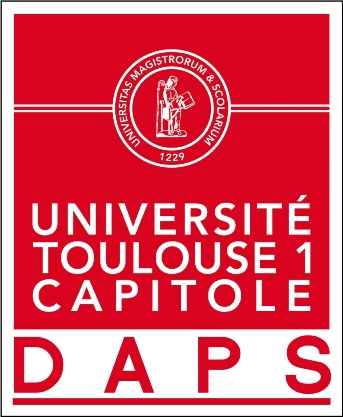 UNIVERSITAS MAGISTRORUM & SCOLARIUM
1229
UNIVERSITÉ
TOULOUSE 1
CAPITOLE
DAPS